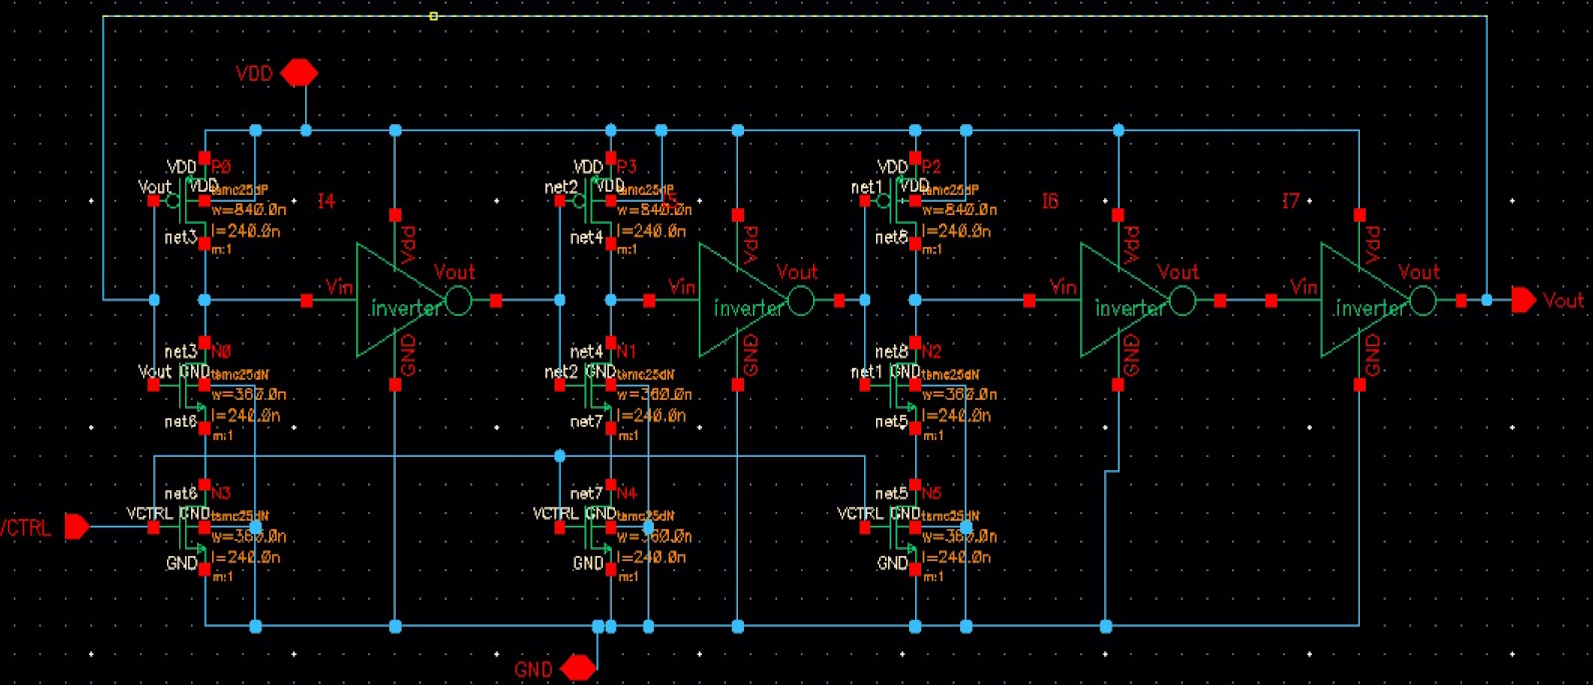 VDD
VDD P0
Vout VDD tsmc25dP
w=840.0n
net3 l=240.0n
m:1
I4
Vdd
Vin
Vout
inverter
GND
VDD P3
net2 VDD tsmc25dP
w=840.0n
net4 l=240.0n
m:1
Vdd
Vin
Vout
inverter
GND
VDD P2
net1 VDD tsmc25dP
w=840.0n
net8 l=240.0n
m:1
I6
Vdd
Vin
Vout
inverter
GND
I7
Vdd
Vin
Vout
inverter
GND
Vout
net3 N0
Vout GND tsmc25dN
w=360.0n
l=240.0n
net6
m:1
net4 N1
net2 GND tsmc25dN
w=360.0n
l=240.0n
net7
m:1
net8 N2
net1 GND tsmc25dN
w=360.0n
l=240.0n
net5
m:1
VCTRL
net6 N3
VCTRL GND tsmc25dN
w=360.0n
l=240.0n
GND
m:1
net7 N4
VCTRL GND tsmc25dN
w=360.0n
l=240.0n
GND
m:1
net5
VCTRL GND tsmc25dN
w=360.0n
l=240.0n
GND
m:1
GND